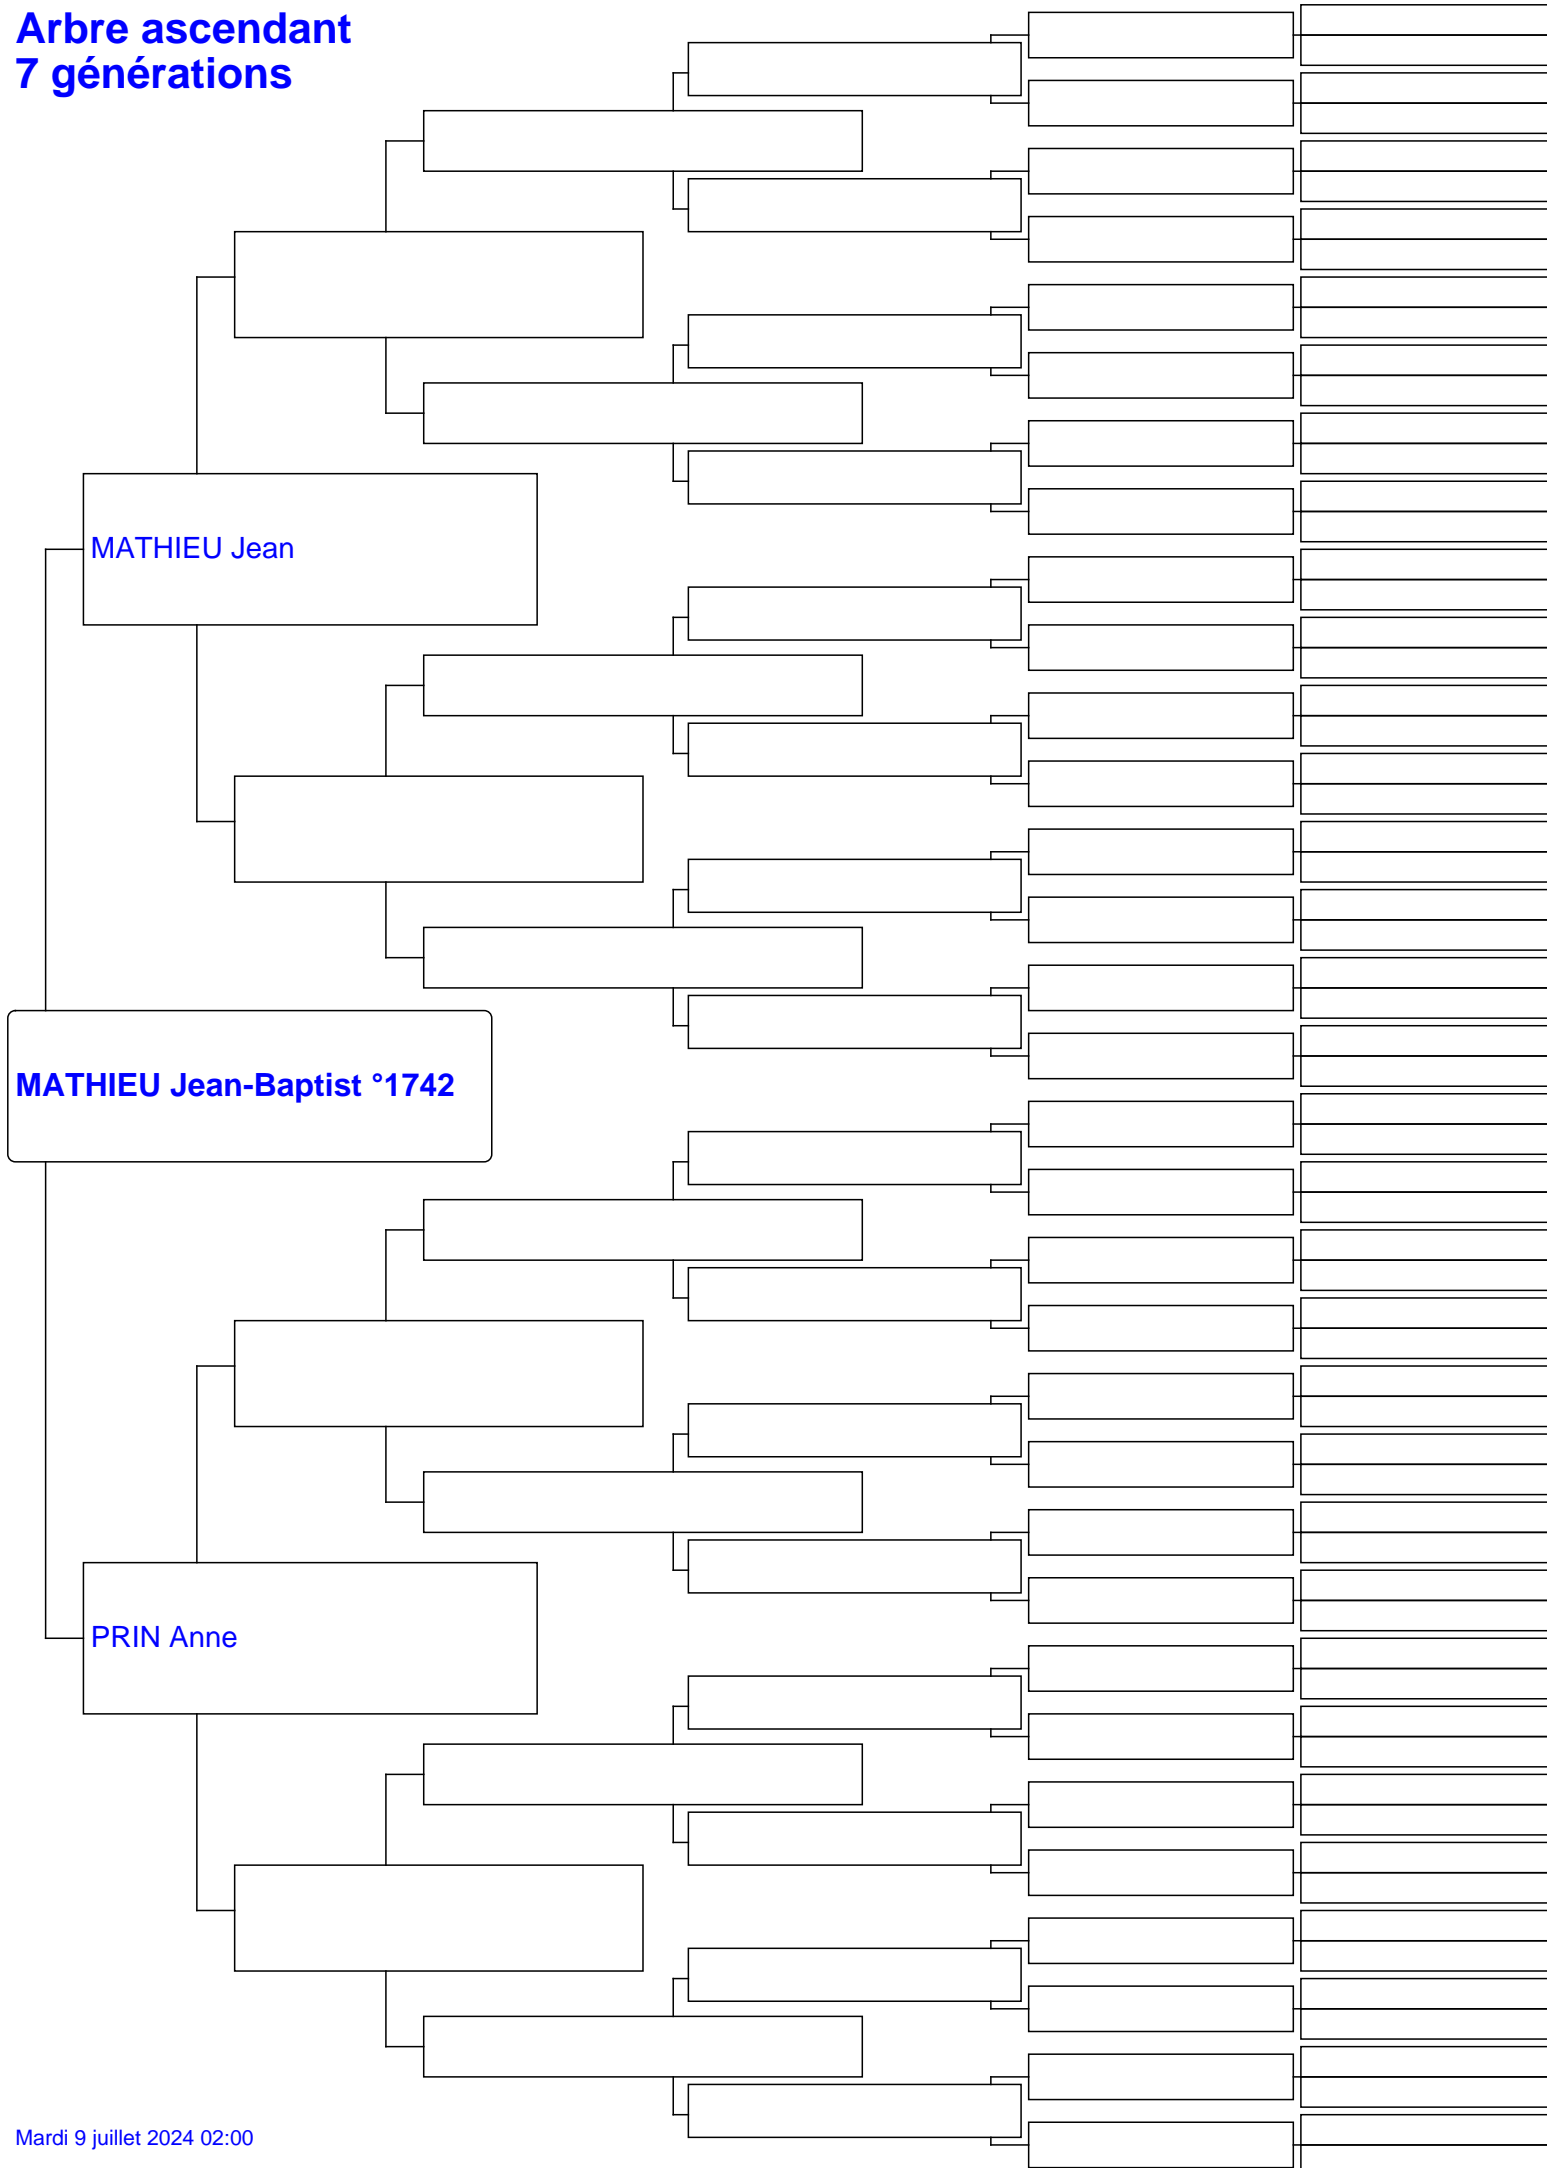 Arbre ascendant
7 générations
MATHIEU Jean
MATHIEU Jean-Baptist °1742
PRIN Anne
Mardi 9 juillet 2024 02:00